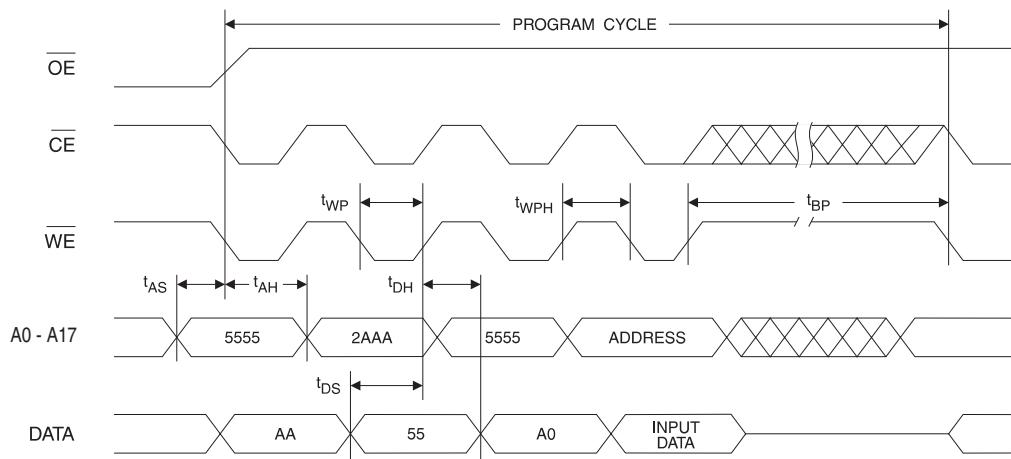 PROGRAM CYCLE
OE
CE
tWP tWPH tBP
WE
tAS tAH tDH
A0 - A17 5555 2AAA 5555 ADDRESS
tDS
DATA AA 55 A0 INPUT DATA